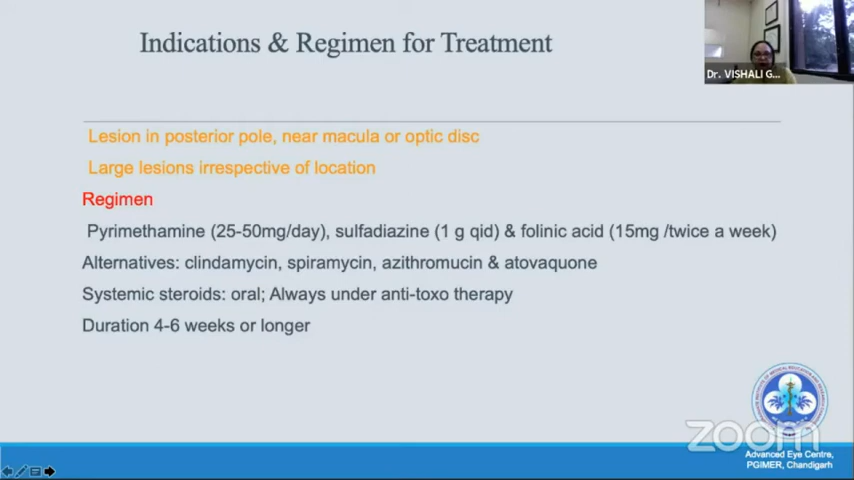 Indications & Regimen for Treatment
Dr. VISHALI G...
Lesion in posterior pole, near macula or optic disc
Large lesions irrespective of location
Regimen
Pyrimethamine (25-50mg/day), sulfadiazine (1 g qid) & folinic acid (15mg /twice a week)
Alternatives: clindamycin, spiramycin, azithromucin & atovaquone
Systemic steroids: oral; Always under anti-toxo therapy
Duration 4-6 weeks or longer
zoom
Advanced Eye Centre,
PGIMER, Chandigarh